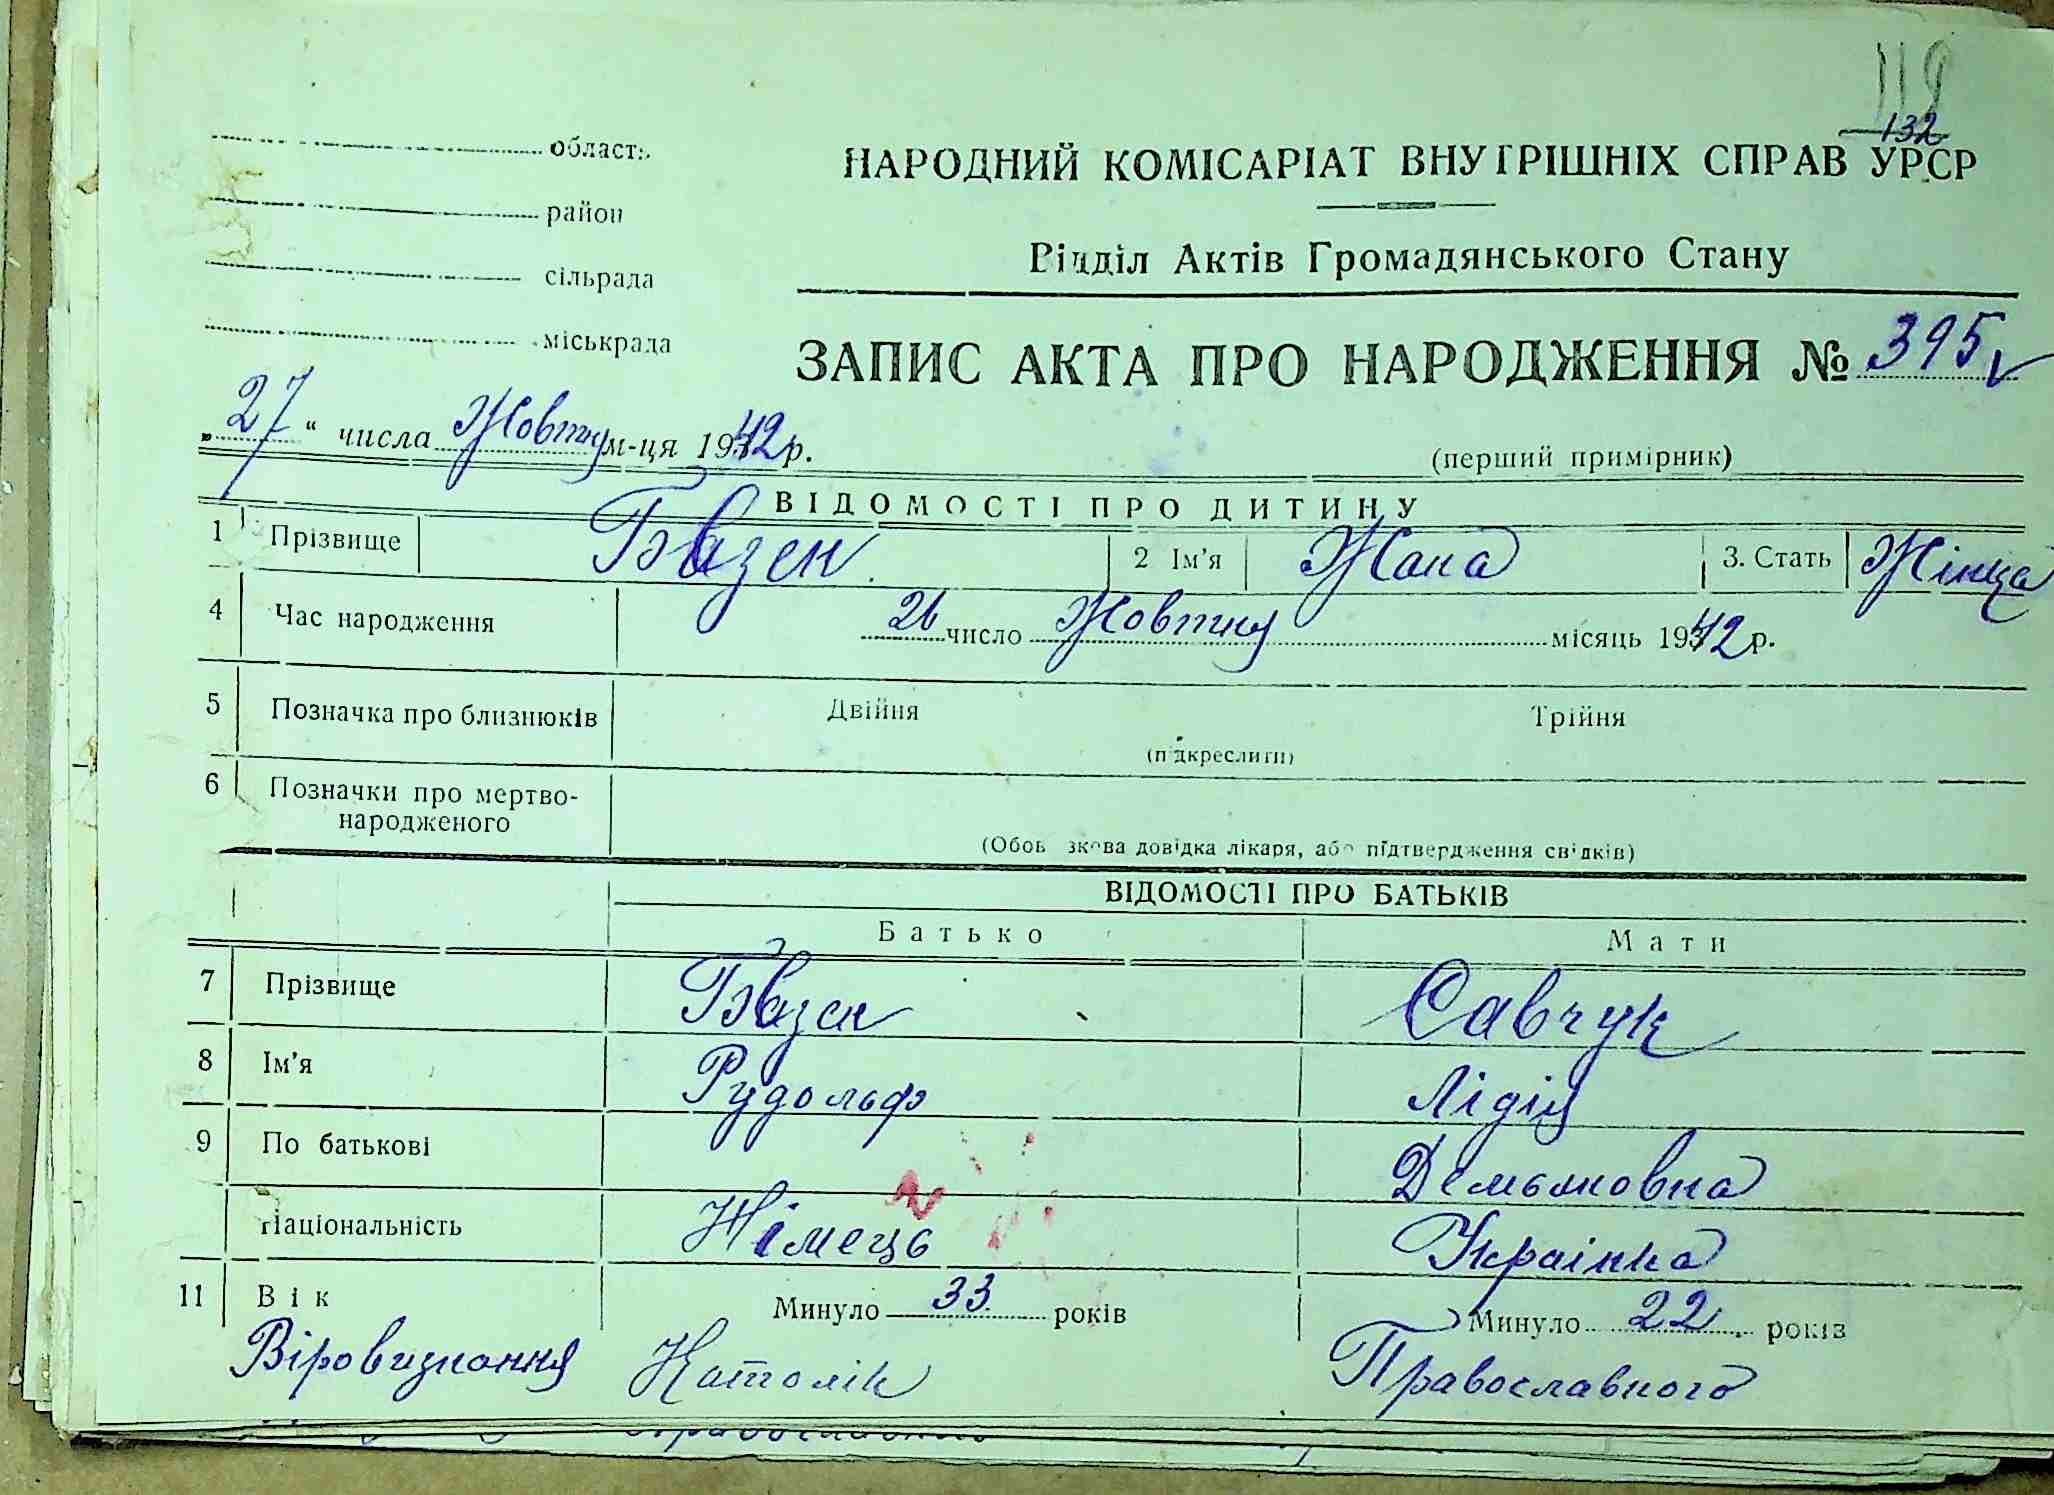 119
132
область
район
сільрада
міськрада
НАРОДНИЙ КОМІСАРІАТ ВНУТРІШНІХ СПРАВ УРСР
Відділ Актів Громадянського Стану
ЗАПИС АКТА ПРО НАРОДЖЕННЯ № 395
„27“ числа Жовтня м-ця 1942 р.
(перший примірник)
ВІДОМОСТІ ПРО ДИТИНУ
1 Прізвище 2 Ім'я Жана 3. Стать Жінца
4 Час народження 26 число Жовтня місяць 1942 р.
5 Позначка про близнюків Двійня Трійня
(підкреслити)
6 Позначки про мертво-
народженого
(Обов'язкова довідка лікаря, або підтвердження свідків)
ВІДОМОСТІ ПРО БАТЬКІВ
Батько Мати
7 Прізвище Савчук
8 Ім'я Рудольф Лідія
9 По батькові Демьяновна
Національність Німець Українка
11 Вік Минуло 33 років Минуло 22 років
Віровизнання Католік Православного